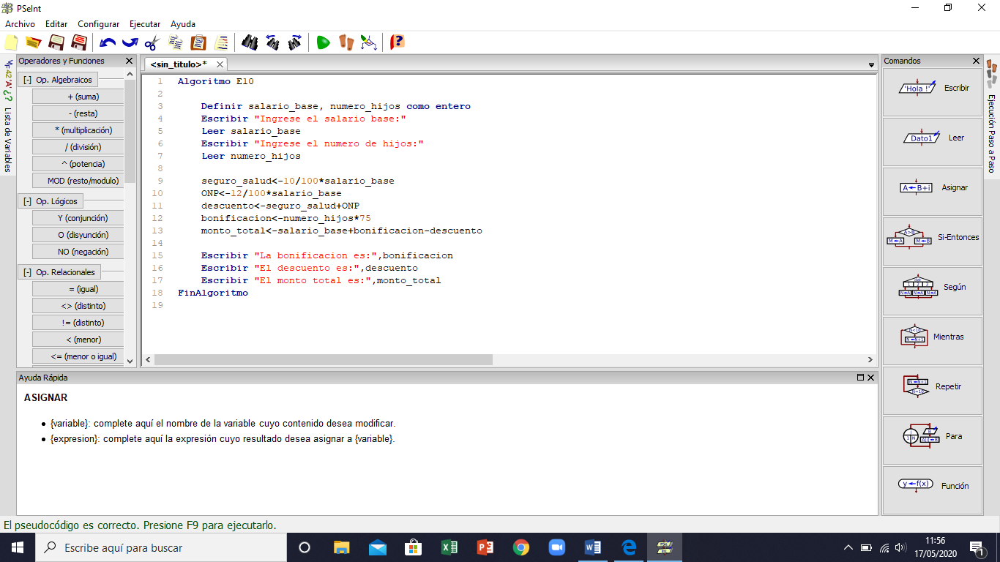 PSeInt
Archivo Editar Configurar Ejecutar Ayuda
Operadores y Funciones
<sin_titulo>*
Comandos
Lista de Variables
[-] Op. Algebraicos
+ (suma)
- (resta)
* (multiplicación)
/ (división)
^ (potencia)
MOD (resto/modulo)
[-] Op. Lógicos
Y (conjunción)
O (disyunción)
NO (negación)
[-] Op. Relacionales
= (igual)
<> (distinto)
!= (distinto)
< (menor)
<= (menor o igual)
1 Algoritmo E10
2
3 Definir salario_base, numero_hijos como entero
4 Escribir "Ingrese el salario base:"
5 Leer salario_base
6 Escribir "Ingrese el numero de hijos:"
7 Leer numero_hijos
8
9 seguro_salud<-10/100*salario_base
10 ONP<-12/100*salario_base
11 descuento<-seguro_salud+ONP
12 bonificacion<-numero_hijos*75
13 monto_total<-salario_base+bonificacion-descuento
14
15 Escribir "La bonificacion es:",bonificacion
16 Escribir "El descuento es:",descuento
17 Escribir "El monto total es:",monto_total
18 FinAlgoritmo
19
'Hola !' Escribir
Dato1 Leer
A B+i Asignar
A>B M A M B Si-Entonces
Según
Mientras
Repetir
Para
y f(x) Función
Ejecución Paso a Paso
Ayuda Rápida
ASIGNAR
• {variable}: complete aquí el nombre de la variable cuyo contenido desea modificar.
• {expresion}: complete aquí la expresión cuyo resultado desea asignar a {variable}.
El pseudocódigo es correcto. Presione F9 para ejecutarlo.
Escribe aquí para buscar
11:56
17/05/2020
1